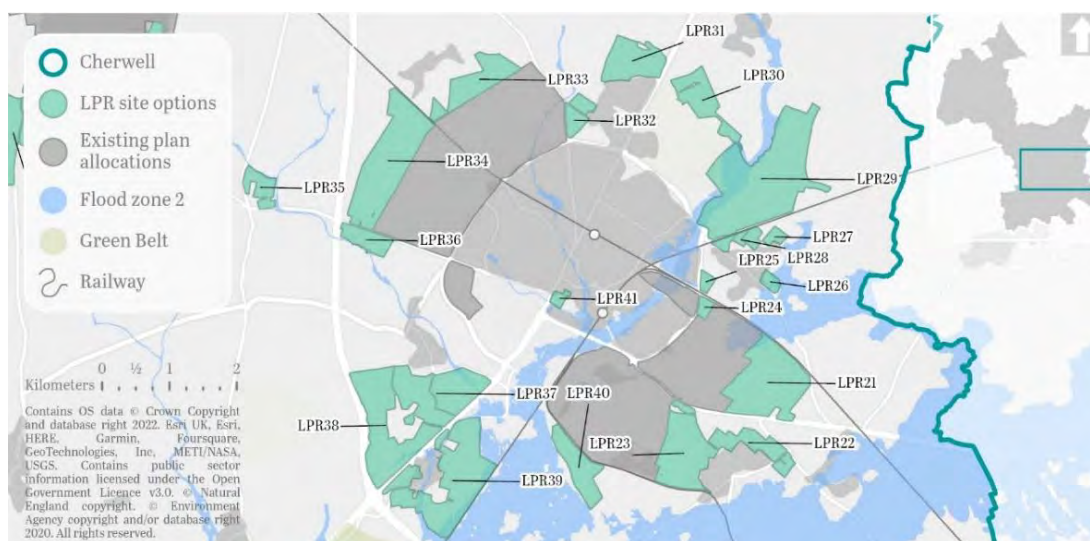 Cherwell
LPR site options
Existing plan
allocations
Flood zone 2
Green Belt
Railway
0 ½ 1 2
Kilometers
Contains OS data © Crown Copyright
and database right 2022. Esri UK, Esri,
HERE, Garmin, Foursquare,
GeoTechnologies, Inc, METI/NASA,
USGS. Contains public sector
information licensed under the Open
Government Licence v3.0. © Natural
England copyright. © Environment
Agency copyright and/or database right
2020. All rights reserved.
LPR31
LPR30
LPR33
LPR32
LPR34
LPR29
LPR35
LPR36
LPR27
LPR28
LPR25
LPR26
LPR41
LPR24
LPR21
LPR37
LPR40
LPR38
LPR23
LPR22
LPR39